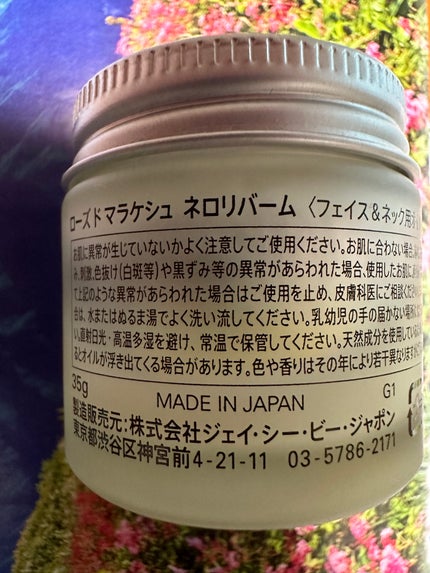 ローズド マラケシュ ネロリバーム 〈フェイス＆ネック用
お肌に異常が生じていないかよく注意してご使用ください。お肌に合わない場合、
刺激、色抜け(白斑等)や黒ずみ等の異常があらわれた場合、使用したお肌に
て上記のような異常があらわれた場合はご使用を止め、皮膚科医にご相談ください
合は、水またはぬるま湯でよく洗い流してください。乳幼児の手の届かない
い。直射日光・高温多湿を避け、常温で保管してください。天然成分を使用している
るとオイルが浮き出てくる場合があります。色や香りはその年により若干異なります
35g
MADE IN JAPAN
G1
製造販売元：株式会社ジェイ・シー・ビー・ジャポン
東京都渋谷区神宮前4-21-11 03-5786-2171